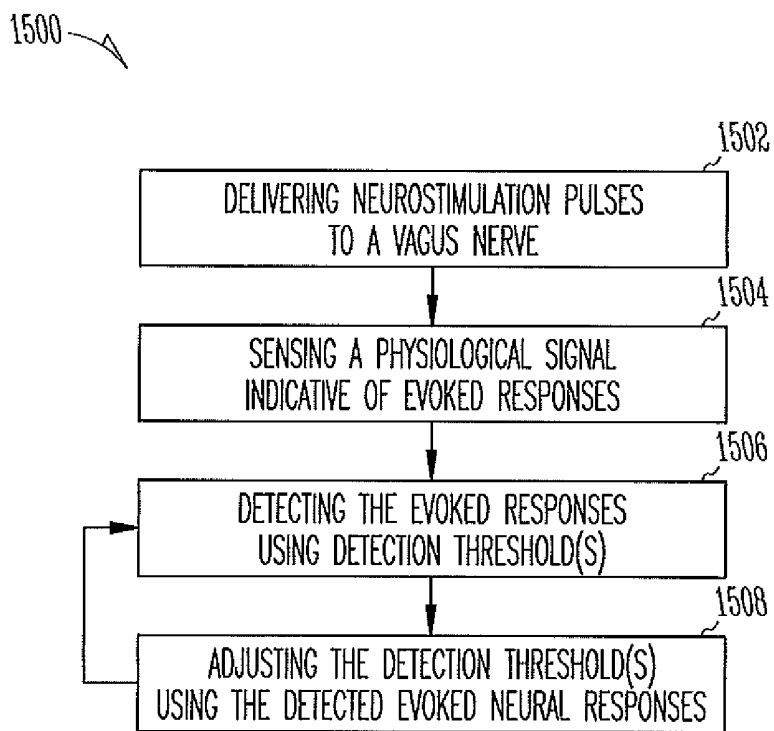 1500
1502
DELIVERING NEUROSTIMULATION PULSES
TO A VAGUS NERVE
1504
SENSING A PHYSIOLOGICAL SIGNAL
INDICATIVE OF EVOKED RESPONSES
1506
DETECTING THE EVOKED RESPONSES
USING DETECTION THRESHOLD(S)
1508
ADJUSTING THE DETECTION THRESHOLD(S)
USING THE DETECTED EVOKED NEURAL RESPONSES